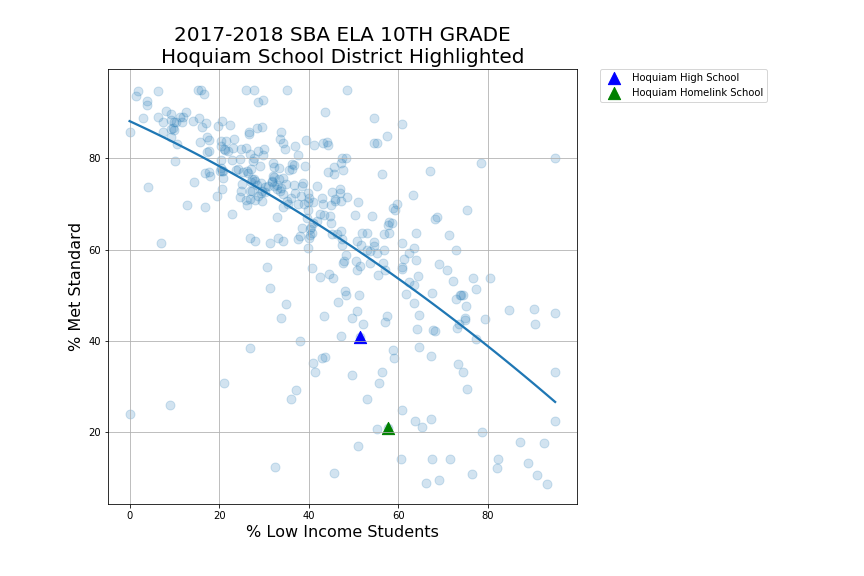 2017-2018 SBA ELA 10TH GRADE
Hoquiam School District Highlighted
Hoquiam High School
Hoquiam Homelink School
% Met Standard
80
60
40
20
0 20 40 60 80
% Low Income Students